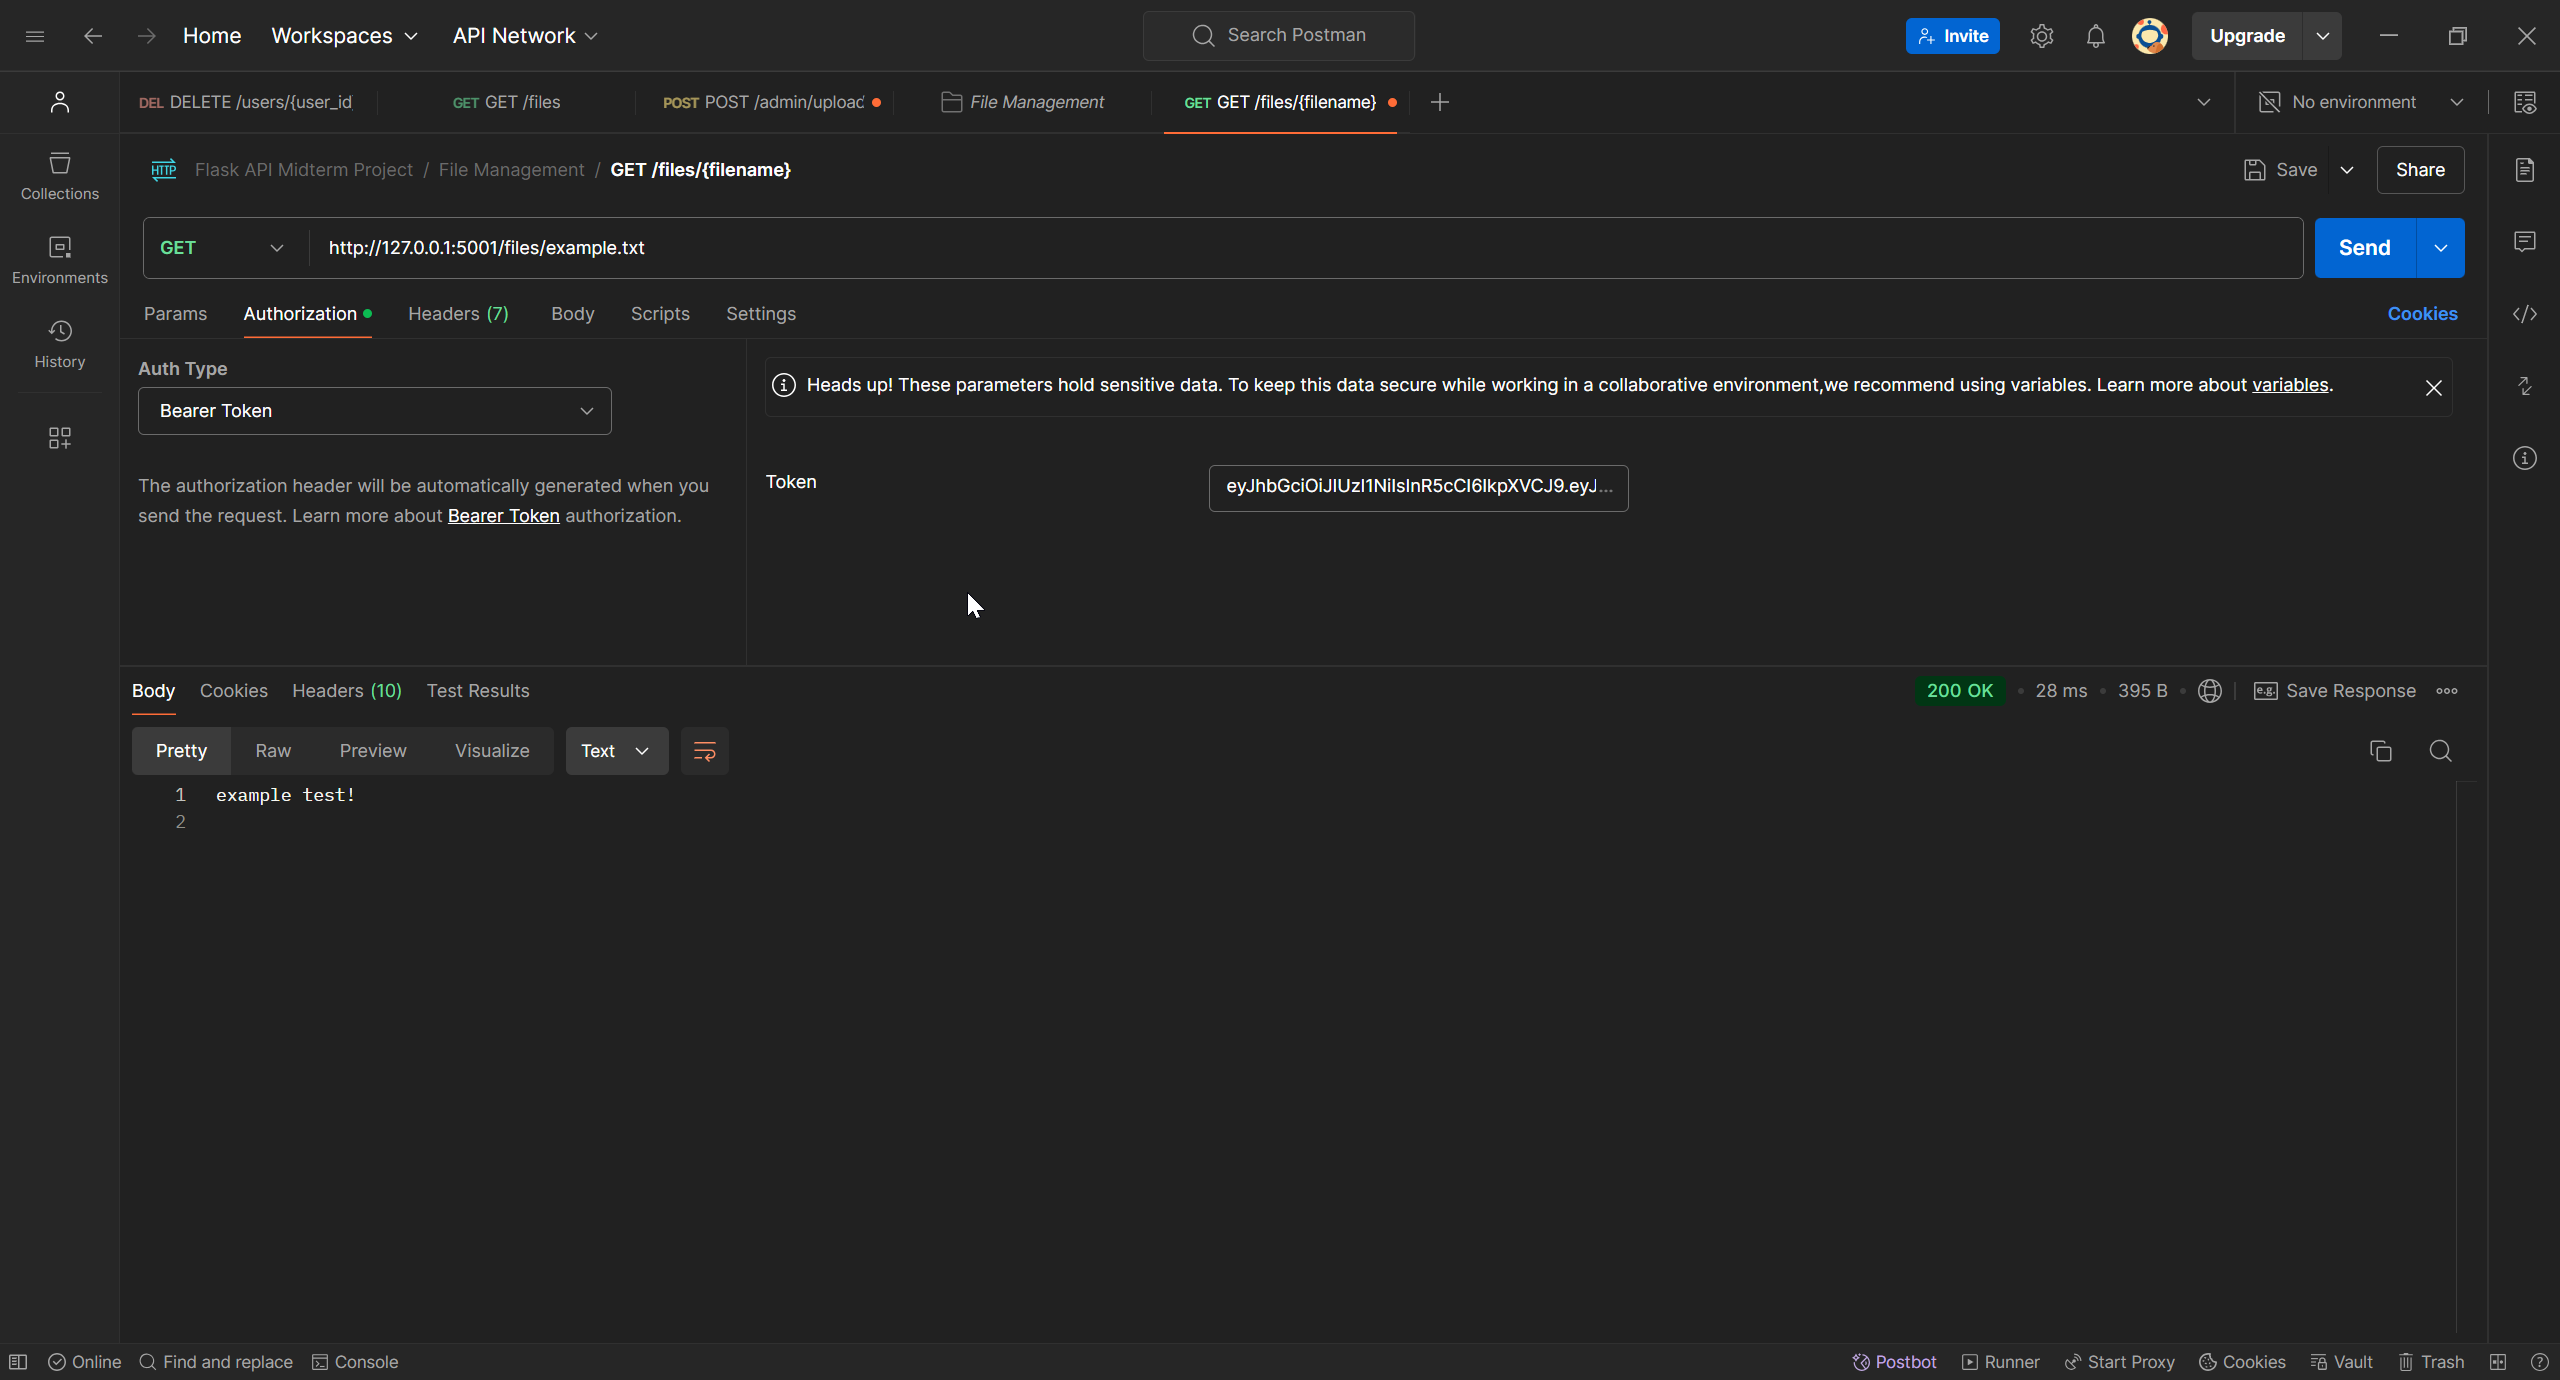 Home Workspaces API Network Search Postman Invite Upgrade
DEL DELETE /users/{user_id GET GET /files POST POST /admin/upload File Management GET GET /files/{filename} No environment
HTTP Flask API Midterm Project / File Management / GET /files/{filename} Save Share
Collections
GET http://127.0.0.1:5001/files/example.txt Send
Environments
Params Authorization Headers (7) Body Scripts Settings Cookies
History
Auth Type
Heads up! These parameters hold sensitive data. To keep this data secure while working in a collaborative environment,we recommend using variables. Learn more about variables.
Bearer Token
Token eyJhbGciOiJIUzI1NiIsInR5cCI6IkpXVCJ9.eyJ...
The authorization header will be automatically generated when you
send the request. Learn more about Bearer Token authorization.
Body Cookies Headers (10) Test Results 200 OK 28 ms 395 B e.g. Save Response
Pretty Raw Preview Visualize Text
1 example test!
2
Online Find and replace Console Postbot Runner Start Proxy Cookies Vault Trash